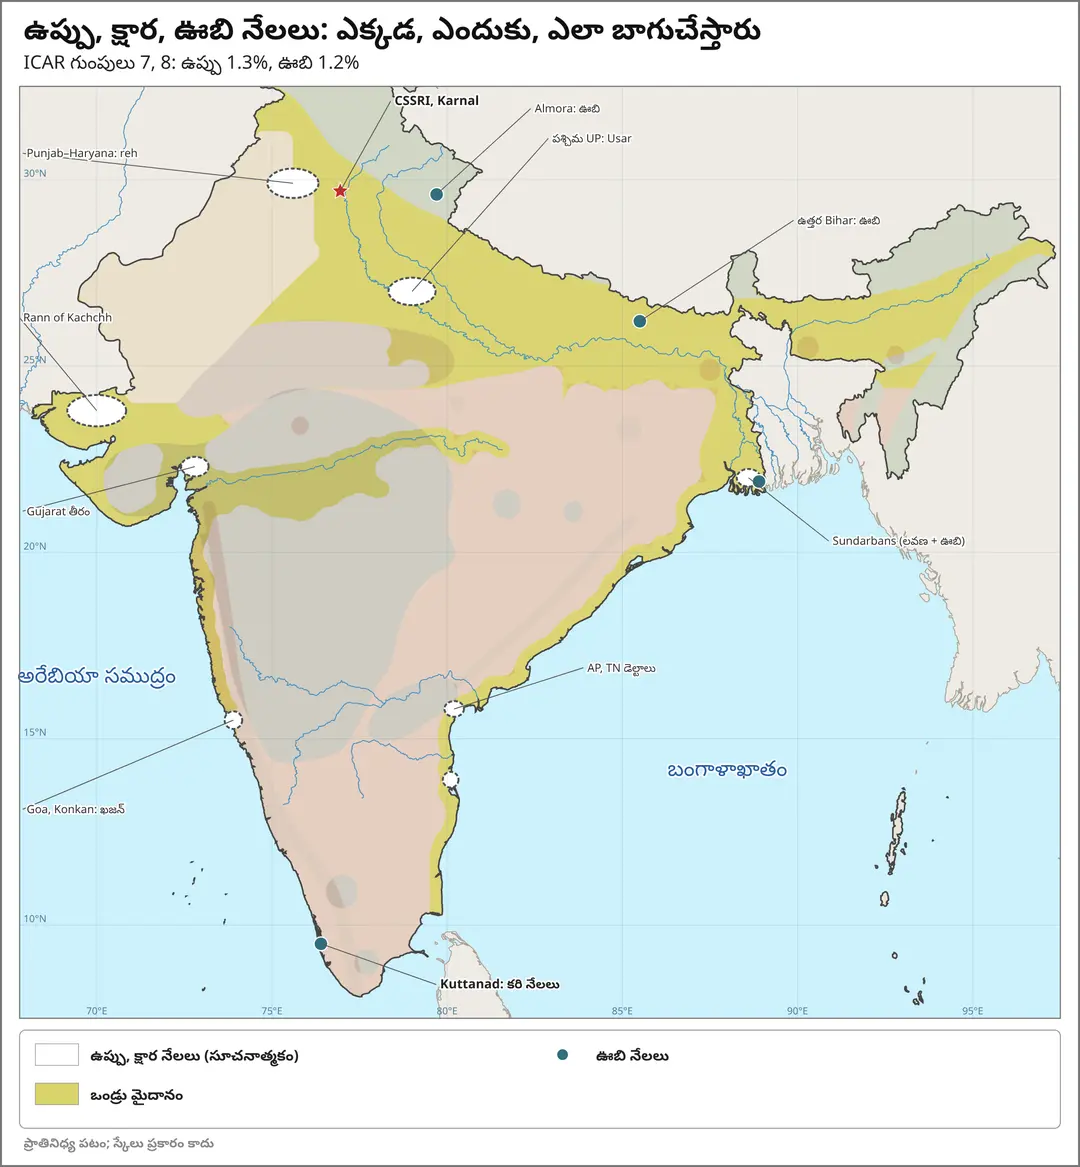 ఉప్పు, క్షార, ఊబి నేలలు: ఎక్కడ, ఎందుకు, ఎలా బాగుచేస్తారు
ICAR గుంపులు 7, 8: ఉప్పు 1.3%, ఊబి 1.2%
CSSRI, Karnal
Almora: ఊబి
పశ్చిమ UP: Usar
Punjab–Haryana: reh
30°N
ఉత్తర Bihar: ఊబి
Rann of Kachchh
25°N
Gujarat తీరం
20°N
Sundarbans (లవణ + ఊబి)
AP, TN డెల్టాలు
అరేబియా సముద్రం
15°N
బంగాళాఖాతం
Goa, Konkan: ఖజన్
10°N
Kuttanad: కరి నేలలు
70°E 75°E 80°E 85°E 90°E 95°E
ఉప్పు, క్షార నేలలు (సూచనాత్మకం)
ఊబి నేలలు
ఒండ్రు మైదానం
ప్రాతినిధ్య పటం; స్కేలు ప్రకారం కాదు